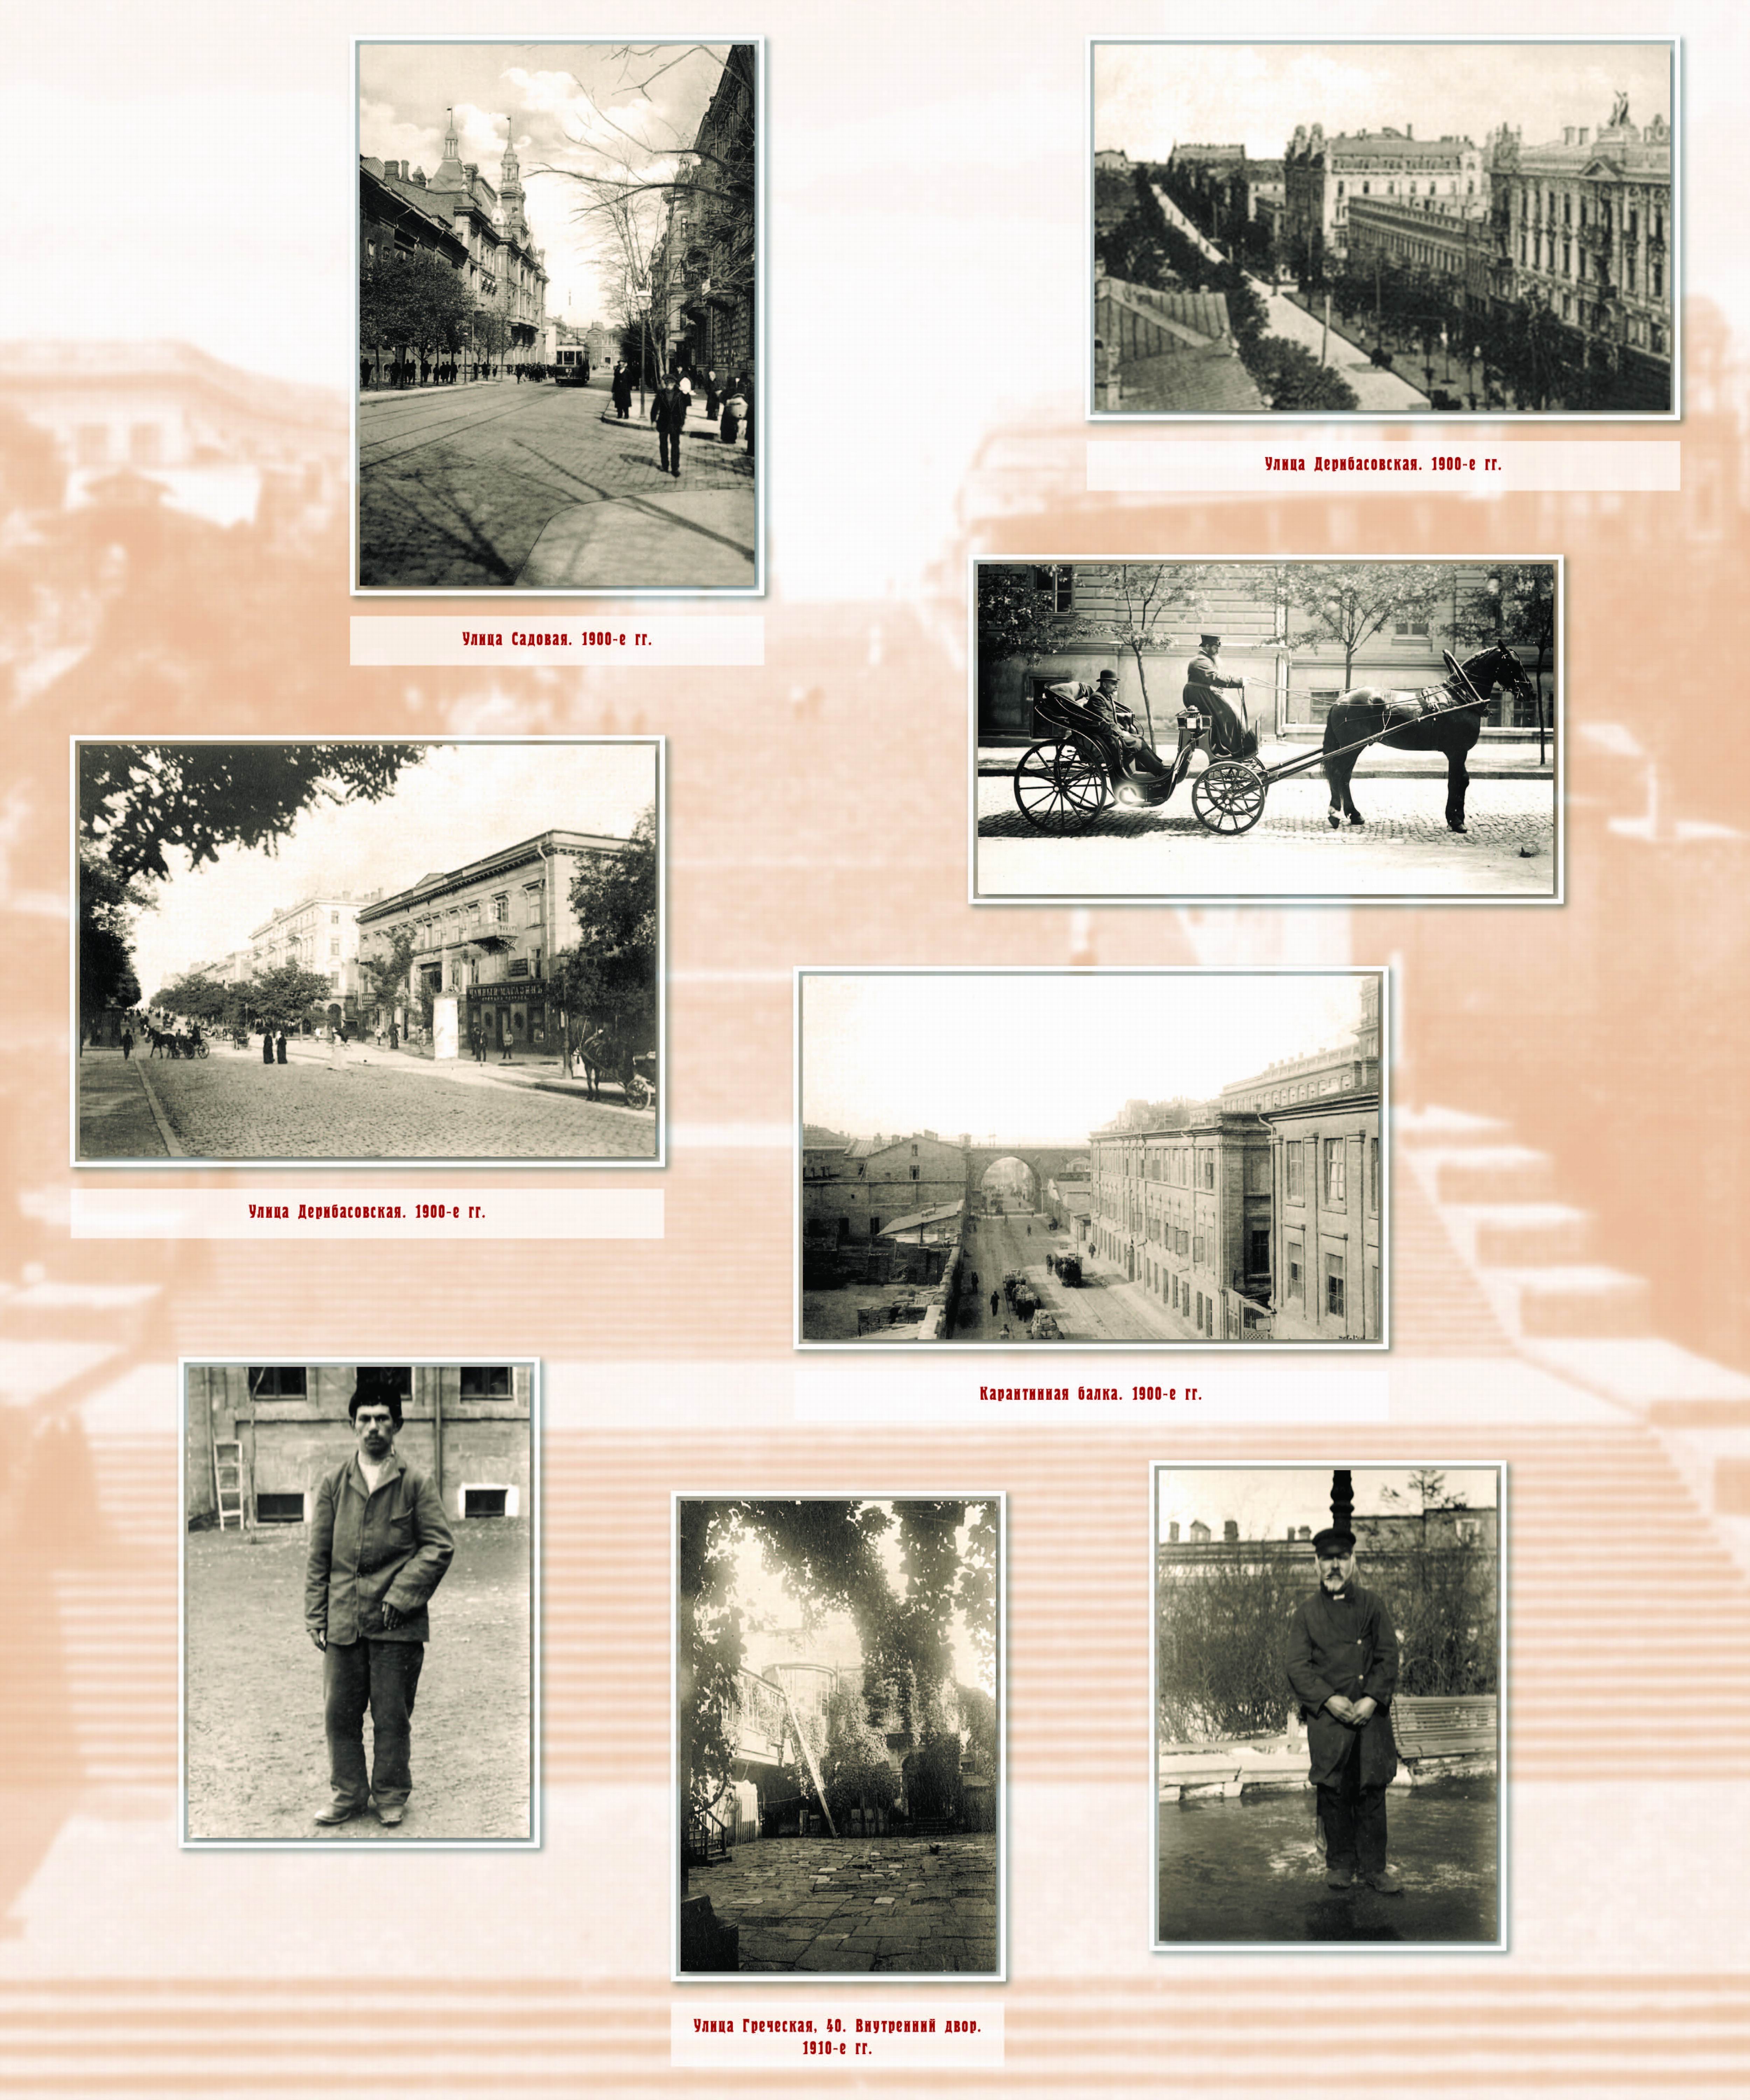 Улица Дерибасовская. 1900-е гг.
Улица Садовая. 1900-е гг.
Улица Дерибасовская. 1900-е гг.
Карантинная балка. 1900-е гг.
Улица Греческая, 40. Внутренний двор.
1910-е гг.